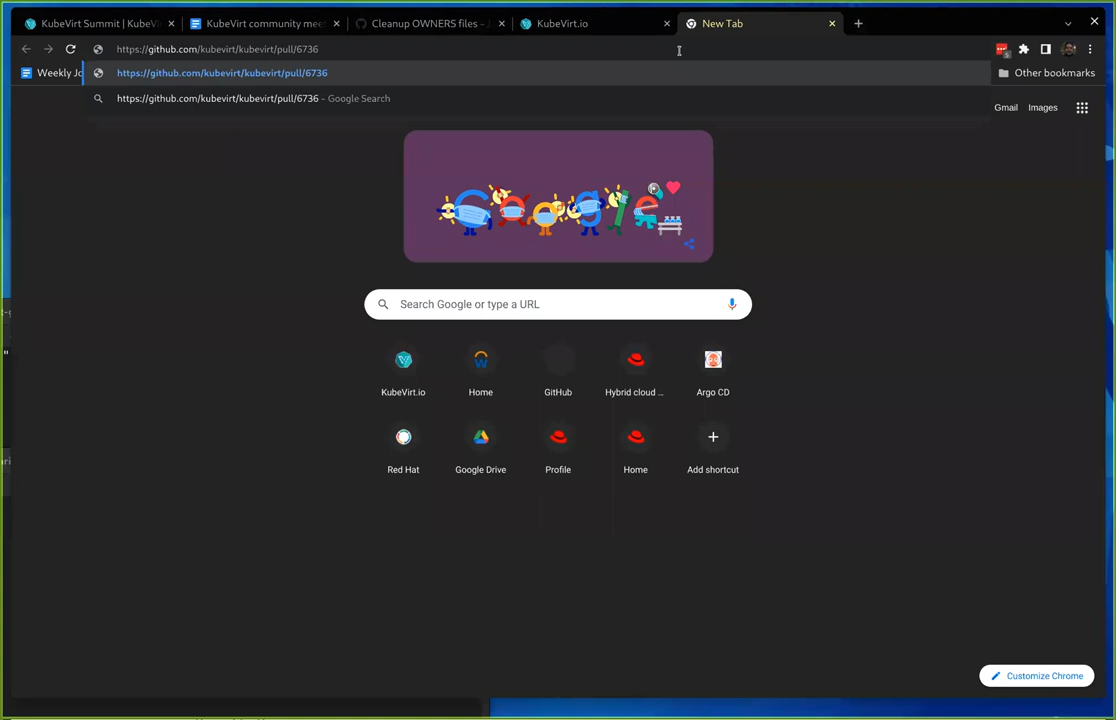 KubeVirt Summit | KubeVi
KubeVirt community mee
Cleanup OWNERS files -
KubeVirt.io
New Tab
https://github.com/kubevirt/kubevirt/pull/6736
Weekly Jo
https://github.com/kubevirt/kubevirt/pull/6736
Other bookmarks
https://github.com/kubevirt/kubevirt/pull/6736 – Google Search
Gmail
Images
Google
Search Google or type a URL
KubeVirt.io
Home
GitHub
Hybrid cloud ...
Argo CD
Red Hat
Google Drive
Profile
Home
Add shortcut
Customize Chrome